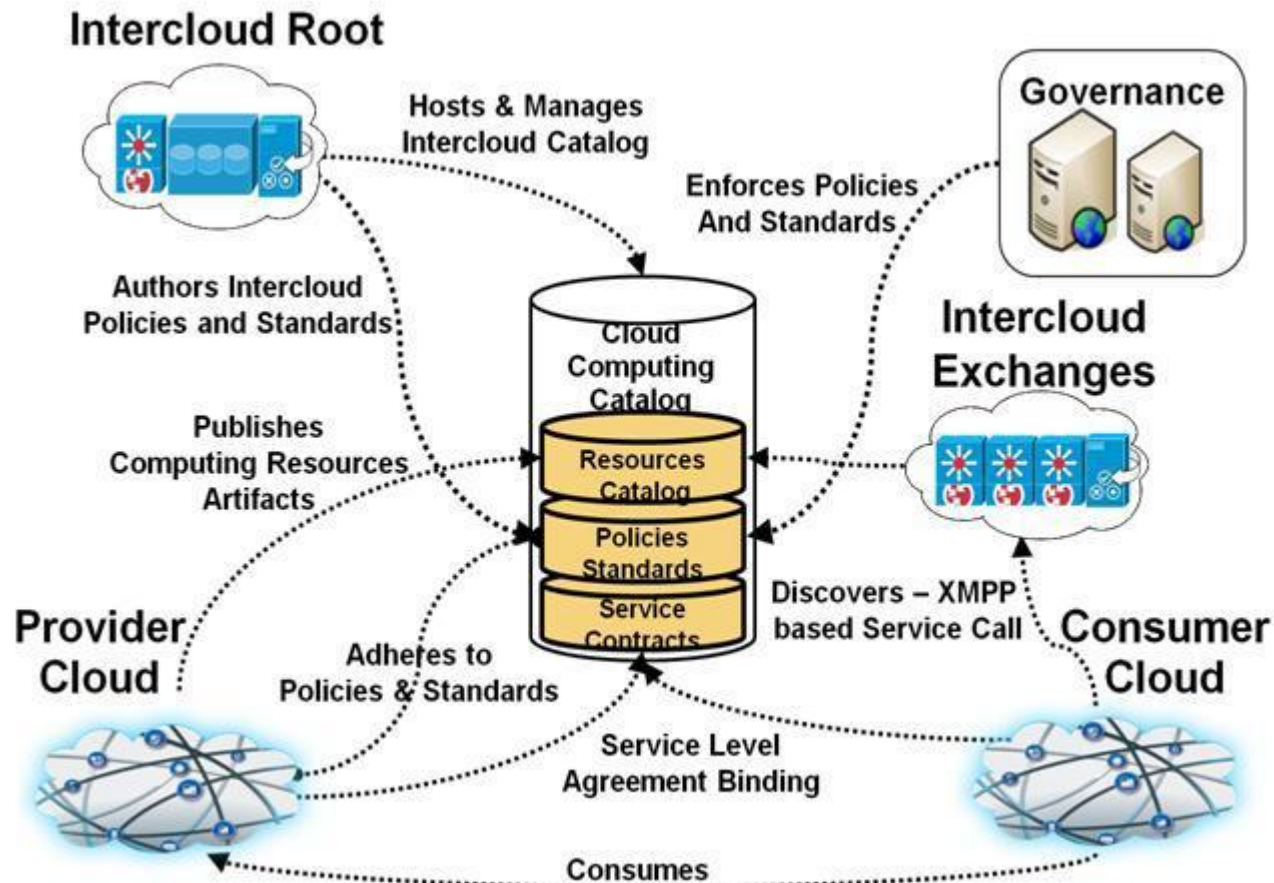 Intercloud Root
Hosts & Manages
Intercloud Catalog
Governance
Enforces Policies
And Standards
Authors Intercloud
Policies and Standards
Intercloud
Exchanges
Cloud
Computing
Catalog
Publishes
Computing Resources
Artifacts
Resources
Catalog
Policies
Standards
Service
Contracts
Discovers – XMPP
based Service Call
Provider
Cloud
Adheres to
Policies & Standards
Consumer
Cloud
Service Level
Agreement Binding
Consumes